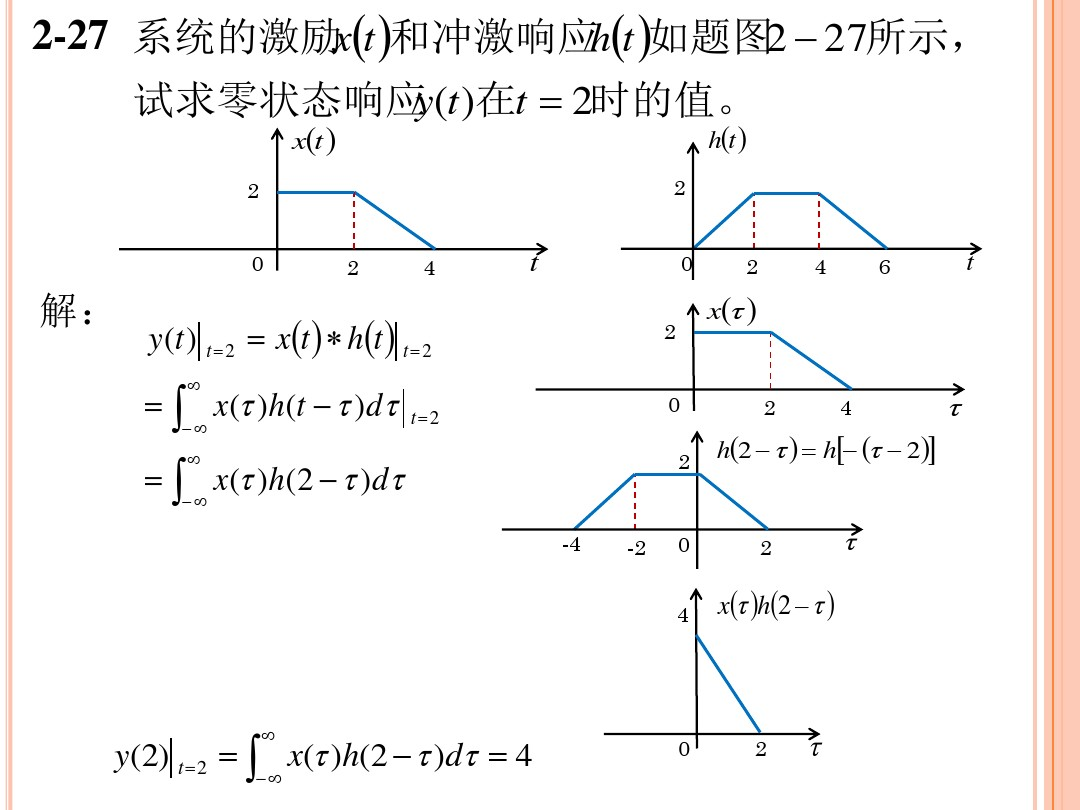 2-27 系统的激励x(t)和冲激响应h(t)如题图2－27所示，
试求零状态响应y(t)在t = 2时的值。
x(t)
2
0 2 4 t
h(t)
2
0 2 4 6 t
解：
y(t)|t=2 = x(t)∗h(t)|t=2
= ∫−∞^∞ x(τ)h(t − τ)dτ|t=2
= ∫−∞^∞ x(τ)h(2 − τ)dτ
x(τ)
2
0 2 4 τ
h(2 − τ) = h[− (τ − 2)]
2
-4 -2 0 2 τ
x(τ)h(2 − τ)
4
0 2 τ
y(2)|t=2 = ∫−∞^∞ x(τ)h(2 − τ)dτ = 4